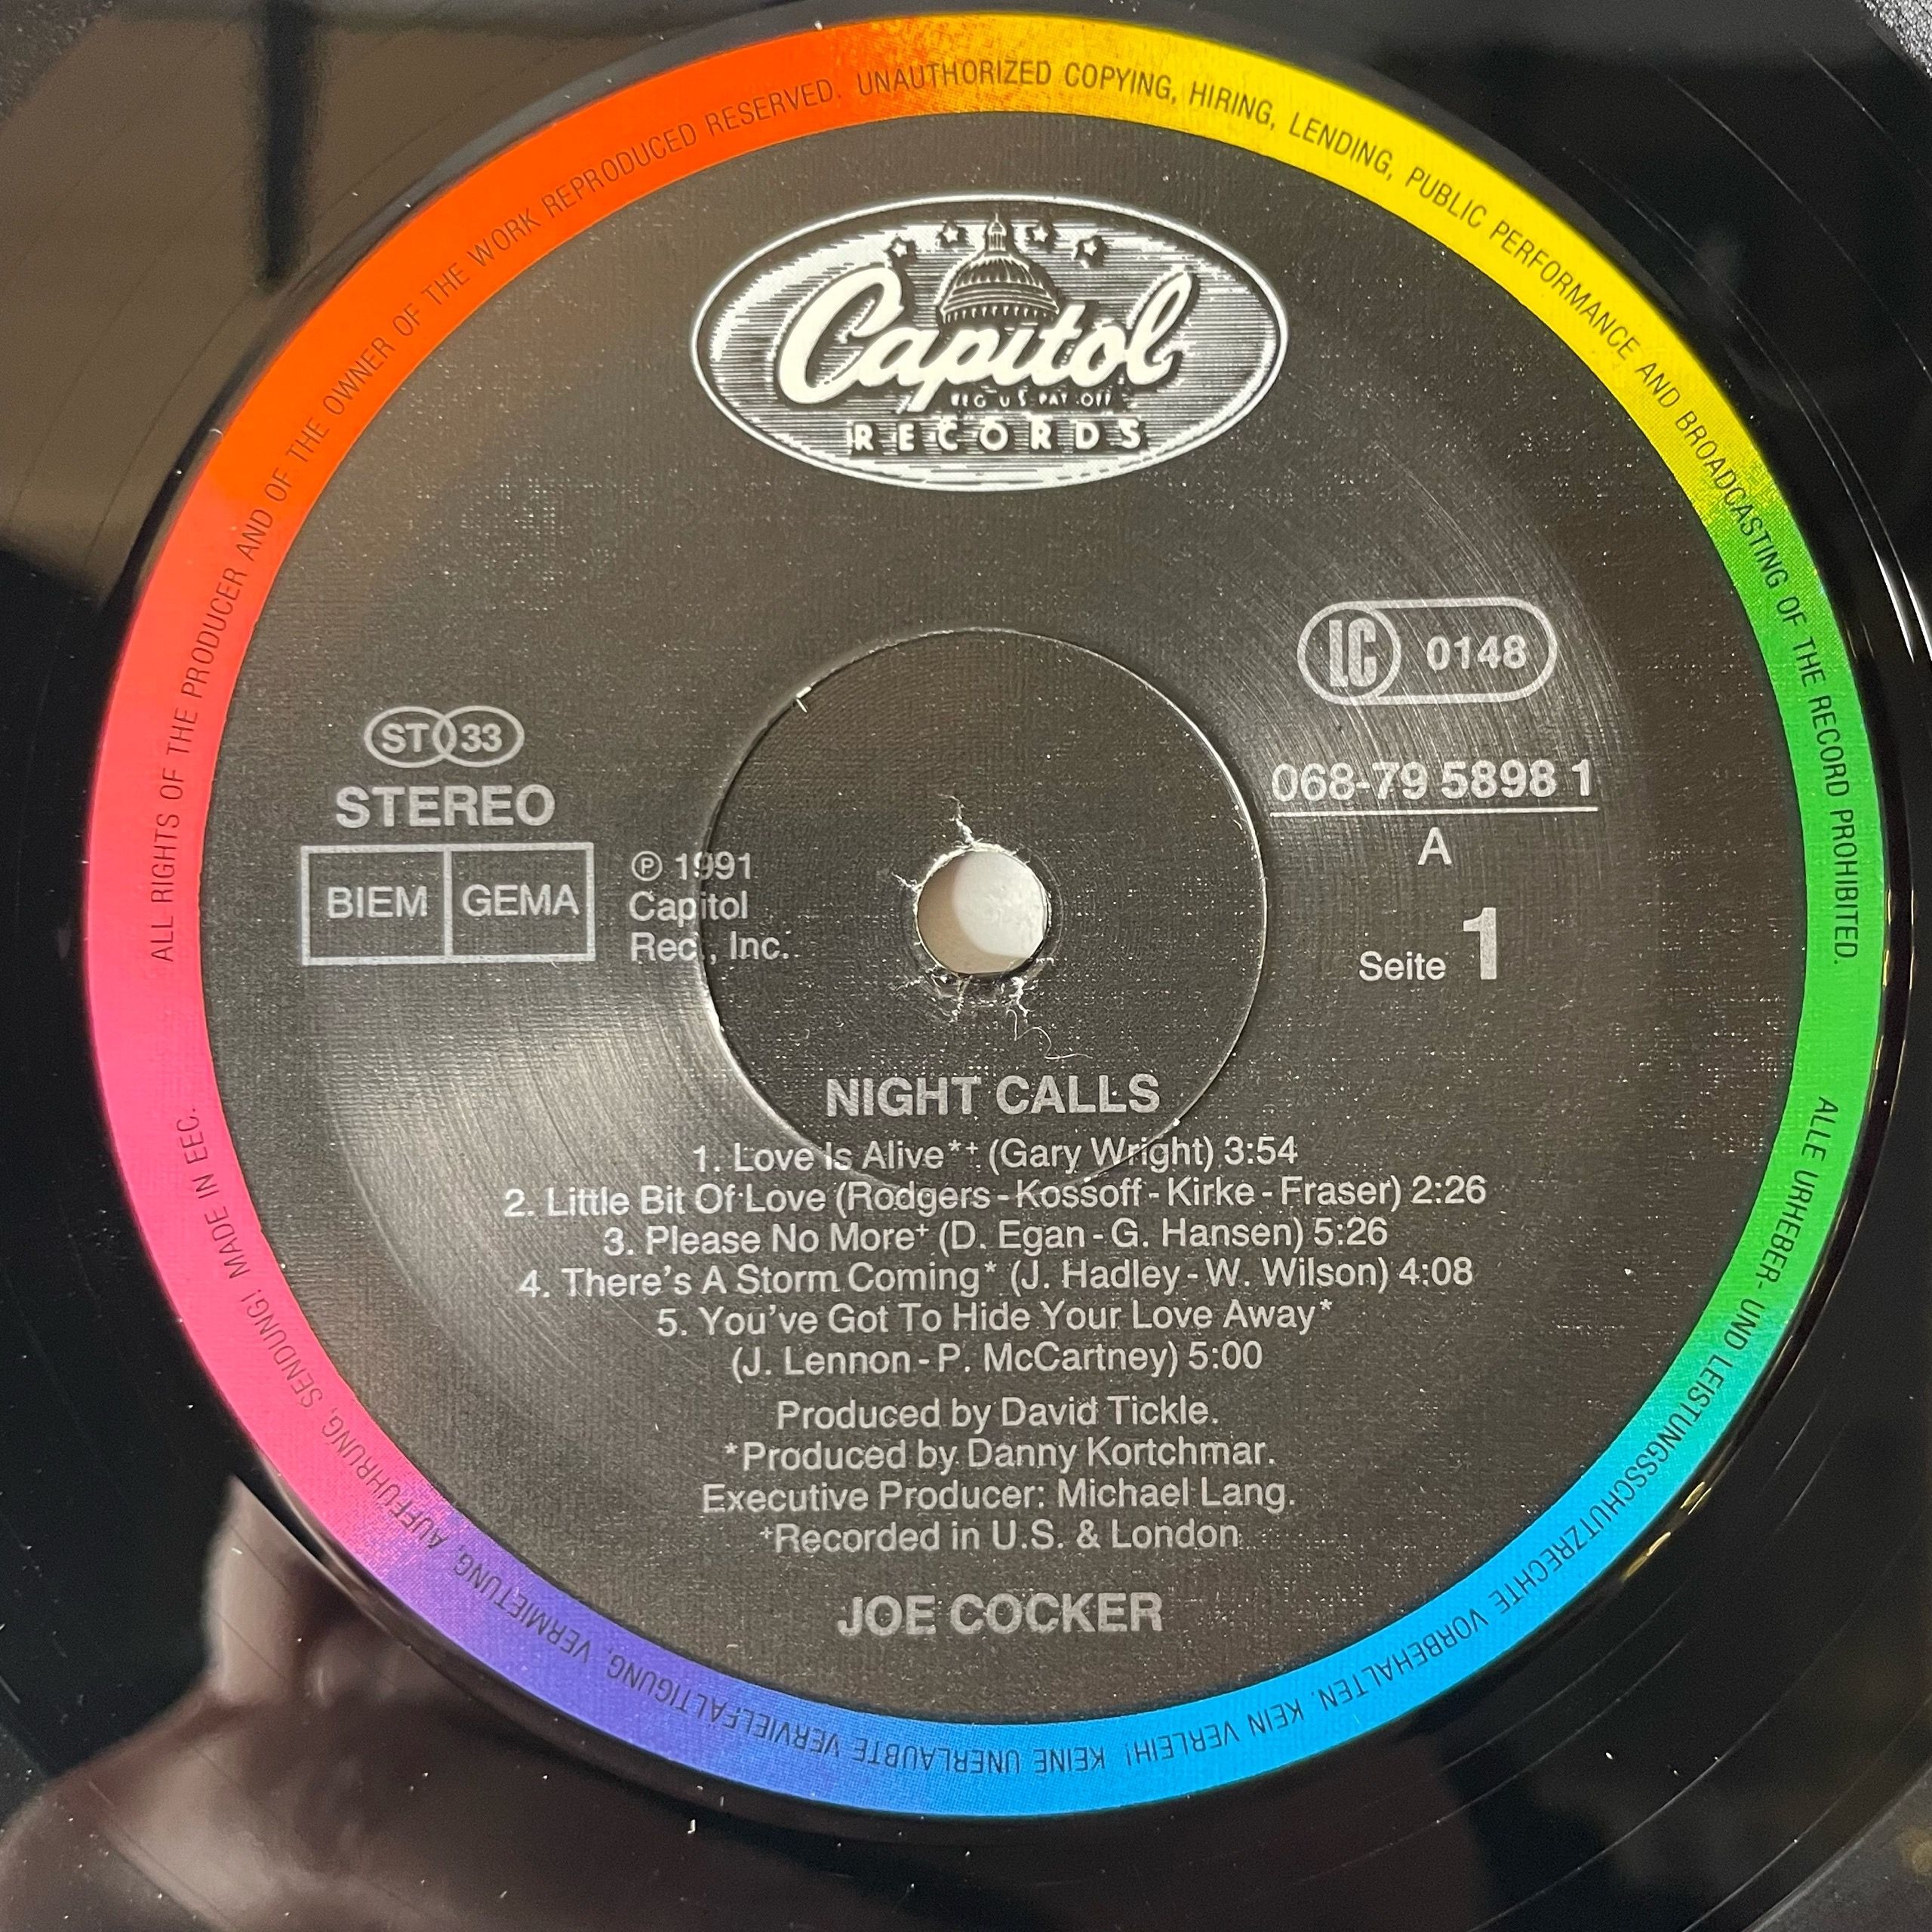 ALL RIGHTS OF THE PRODUCER AND OF THE OWNER OF THE WORK REPRODUCED RESERVED. UNAUTHORIZED COPYING, HIRING, LENDING, PUBLIC PERFORMANCE AND BROADCASTING OF THE RECORD PROHIBITED.
Capitol
REG U S PAT OFF
RECORDS
LC 0148
ST 33
STEREO
BIEM GEMA
℗ 1991
Capitol
Rec., Inc.
068-79 5898 1
A
Seite 1
NIGHT CALLS
1. Love Is Alive*+ (Gary Wright) 3:54
2. Little Bit Of Love (Rodgers - Kossoff - Kirke - Fraser) 2:26
3. Please No More+ (D. Egan - G. Hansen) 5:26
4. There's A Storm Coming* (J. Hadley - W. Wilson) 4:08
5. You've Got To Hide Your Love Away*
(J. Lennon - P. McCartney) 5:00
Produced by David Tickle.
*Produced by Danny Kortchmar.
Executive Producer: Michael Lang.
+Recorded in U.S. & London
JOE COCKER
ALLE URHEBER- UND LEISTUNGSSCHUTZRECHTE VORBEHALTEN. KEIN VERLEIH! KEINE UNERLAUBTE VERVIELFÄLTIGUNG, VERMIETUNG, AUFFÜHRUNG, SENDUNG! MADE IN EEC.